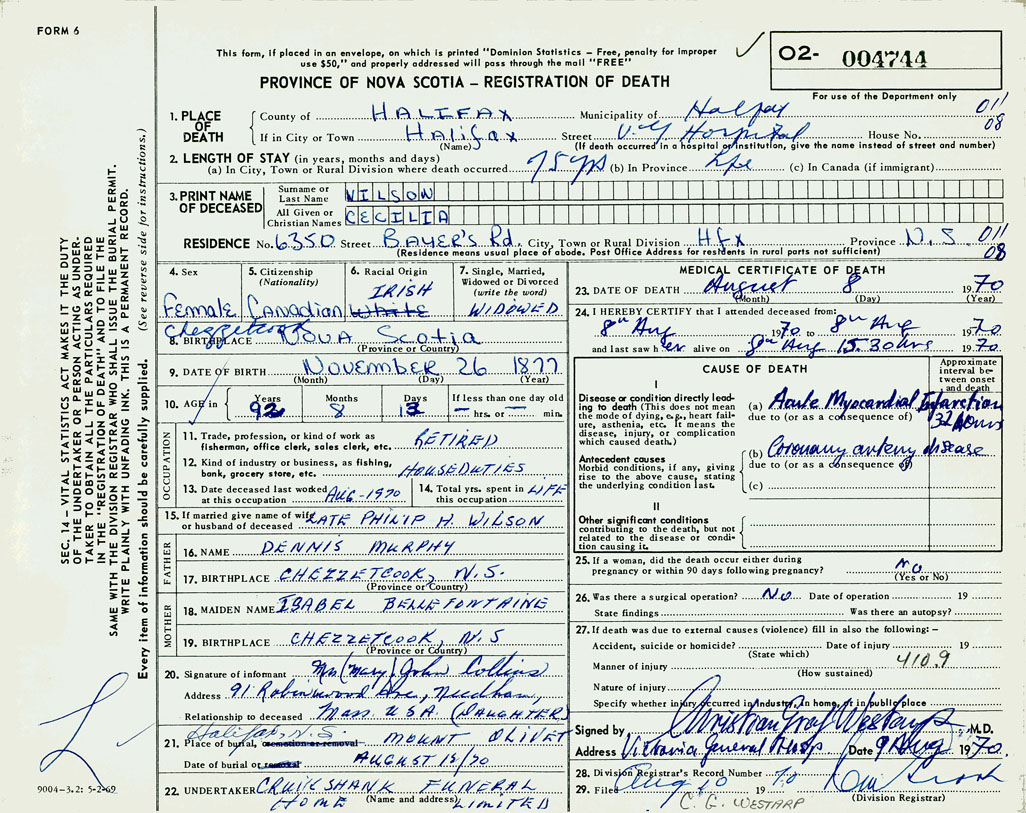 FORM 6
This form, if placed in an envelope, on which is printed "Dominion Statistics – Free, penalty for improper
use $50," and properly addressed will pass through the mail "FREE"
PROVINCE OF NOVA SCOTIA – REGISTRATION OF DEATH
02- 004744
For use of the Department only
1. PLACE OF DEATH
County of HALIFAX Municipality of Halifax 011
If in City or Town Halifax Street V.G Hospital House No. 08
(Name) (If death occurred in a hospital or institution, give the name instead of street and number)
2. LENGTH OF STAY (in years, months and days)
(a) In City, Town or Rural Division where death occurred 75 yrs (b) In Province Life (c) In Canada (if immigrant)
3. PRINT NAME OF DECEASED
Surname or Last Name WILSON
All Given or Christian Names CECILIA
RESIDENCE No. 6350 Street BAYER'S Rd. City, Town or Rural Division Hfx Province N.S. 011
(Residence means usual place of abode. Post Office Address for residents in rural parts not sufficient) 08
4. Sex Female
5. Citizenship (Nationality) Canadian
6. Racial Origin IRISH White
7. Single, Married, Widowed or Divorced (write the word) WIDOWED
Chezzetcook
8. BIRTHPLACE NOVA SCOTIA
(Province or Country)
9. DATE OF BIRTH NOVEMBER 26 1877
(Month) (Day) (Year)
10. AGE in Years 92 Months 8 Days 13 If less than one day old – hrs. or – min.
OCCUPATION
11. Trade, profession, or kind of work as fisherman, office clerk, sales clerk, etc. RETIRED
12. Kind of industry or business, as fishing, bank, grocery store, etc. HOUSEDUTIES
13. Date deceased last worked at this occupation AUG-1970
14. Total yrs. spent in this occupation LIFE
15. If married give name of wife or husband of deceased LATE PHILIP H. WILSON
FATHER
16. NAME DENNIS MURPHY
17. BIRTHPLACE CHEZZETCOOK, N.S.
(Province or Country)
MOTHER
18. MAIDEN NAME ISABEL BELLEFONTAINE
19. BIRTHPLACE CHEZZETCOOK, N.S
(Province or Country)
20. Signature of informant Mrs (Mary) John Collins
Address 91 Robinwood Ave, Needham,
Relationship to deceased Mass. U.S.A. (DAUGHTER)
Halifax, N.S.
21. Place of burial, cremation or removal MOUNT OLIVET
Date of burial or removal AUGUST 12/70
22. UNDERTAKER CRUIKSHANK FUNERAL
HOME (Name and address) LIMITED
MEDICAL CERTIFICATE OF DEATH
23. DATE OF DEATH August 8 1970
(Month) (Day) (Year)
24. I HEREBY CERTIFY that I attended deceased from:
8th Aug 1970 to 8th Aug 1970
and last saw her alive on 8th Aug 15.30 hrs 1970
CAUSE OF DEATH
Approximate interval between onset and death
I
Disease or condition directly leading to death (This does not mean the mode of dying, e.g., heart failure, asthenia, etc. It means the disease, injury, or complication which caused death.)
(a) Acute Myocardial Infarction
due to (or as a consequence of) 32 hours
Antecedent causes
Morbid conditions, if any, giving rise to the above cause, stating the underlying condition last.
(b) Coronary artery disease
due to (or as a consequence of)
(c)
II
Other significant conditions contributing to the death, but not related to the disease or condition causing it.
25. If a woman, did the death occur either during pregnancy or within 90 days following pregnancy? No
(Yes or No)
26. Was there a surgical operation? No Date of operation 19
State findings Was there an autopsy?
27. If death was due to external causes (violence) fill in also the following: –
Accident, suicide or homicide? Date of injury 19
(State which)
Manner of injury 410.9
(How sustained)
Nature of injury
Specify whether injury occurred in Industry, In home, or in public place
Signed by Christian Graf Westarp M.D.
Address Victoria General Hosp Date 9 Aug 1970
28. Division Registrar's Record Number
29. Filed Aug 10 1970
(Division Registrar)
C. G. WESTARP
SEC. 14 – VITAL STATISTICS ACT MAKES IT THE DUTY
OF THE UNDERTAKER OR PERSON ACTING AS UNDER-
TAKER TO OBTAIN ALL THE PARTICULARS REQUIRED
IN THE "REGISTRATION OF DEATH" AND TO FILE THE
SAME WITH THE DIVISION REGISTRAR WHO SHALL ISSUE THE BURIAL PERMIT.
WRITE PLAINLY WITH UNFADING INK. THIS IS A PERMANENT RECORD.
Every item of information should be carefully supplied. (See reverse side for instructions.)
9004-3.2: 5-2-69